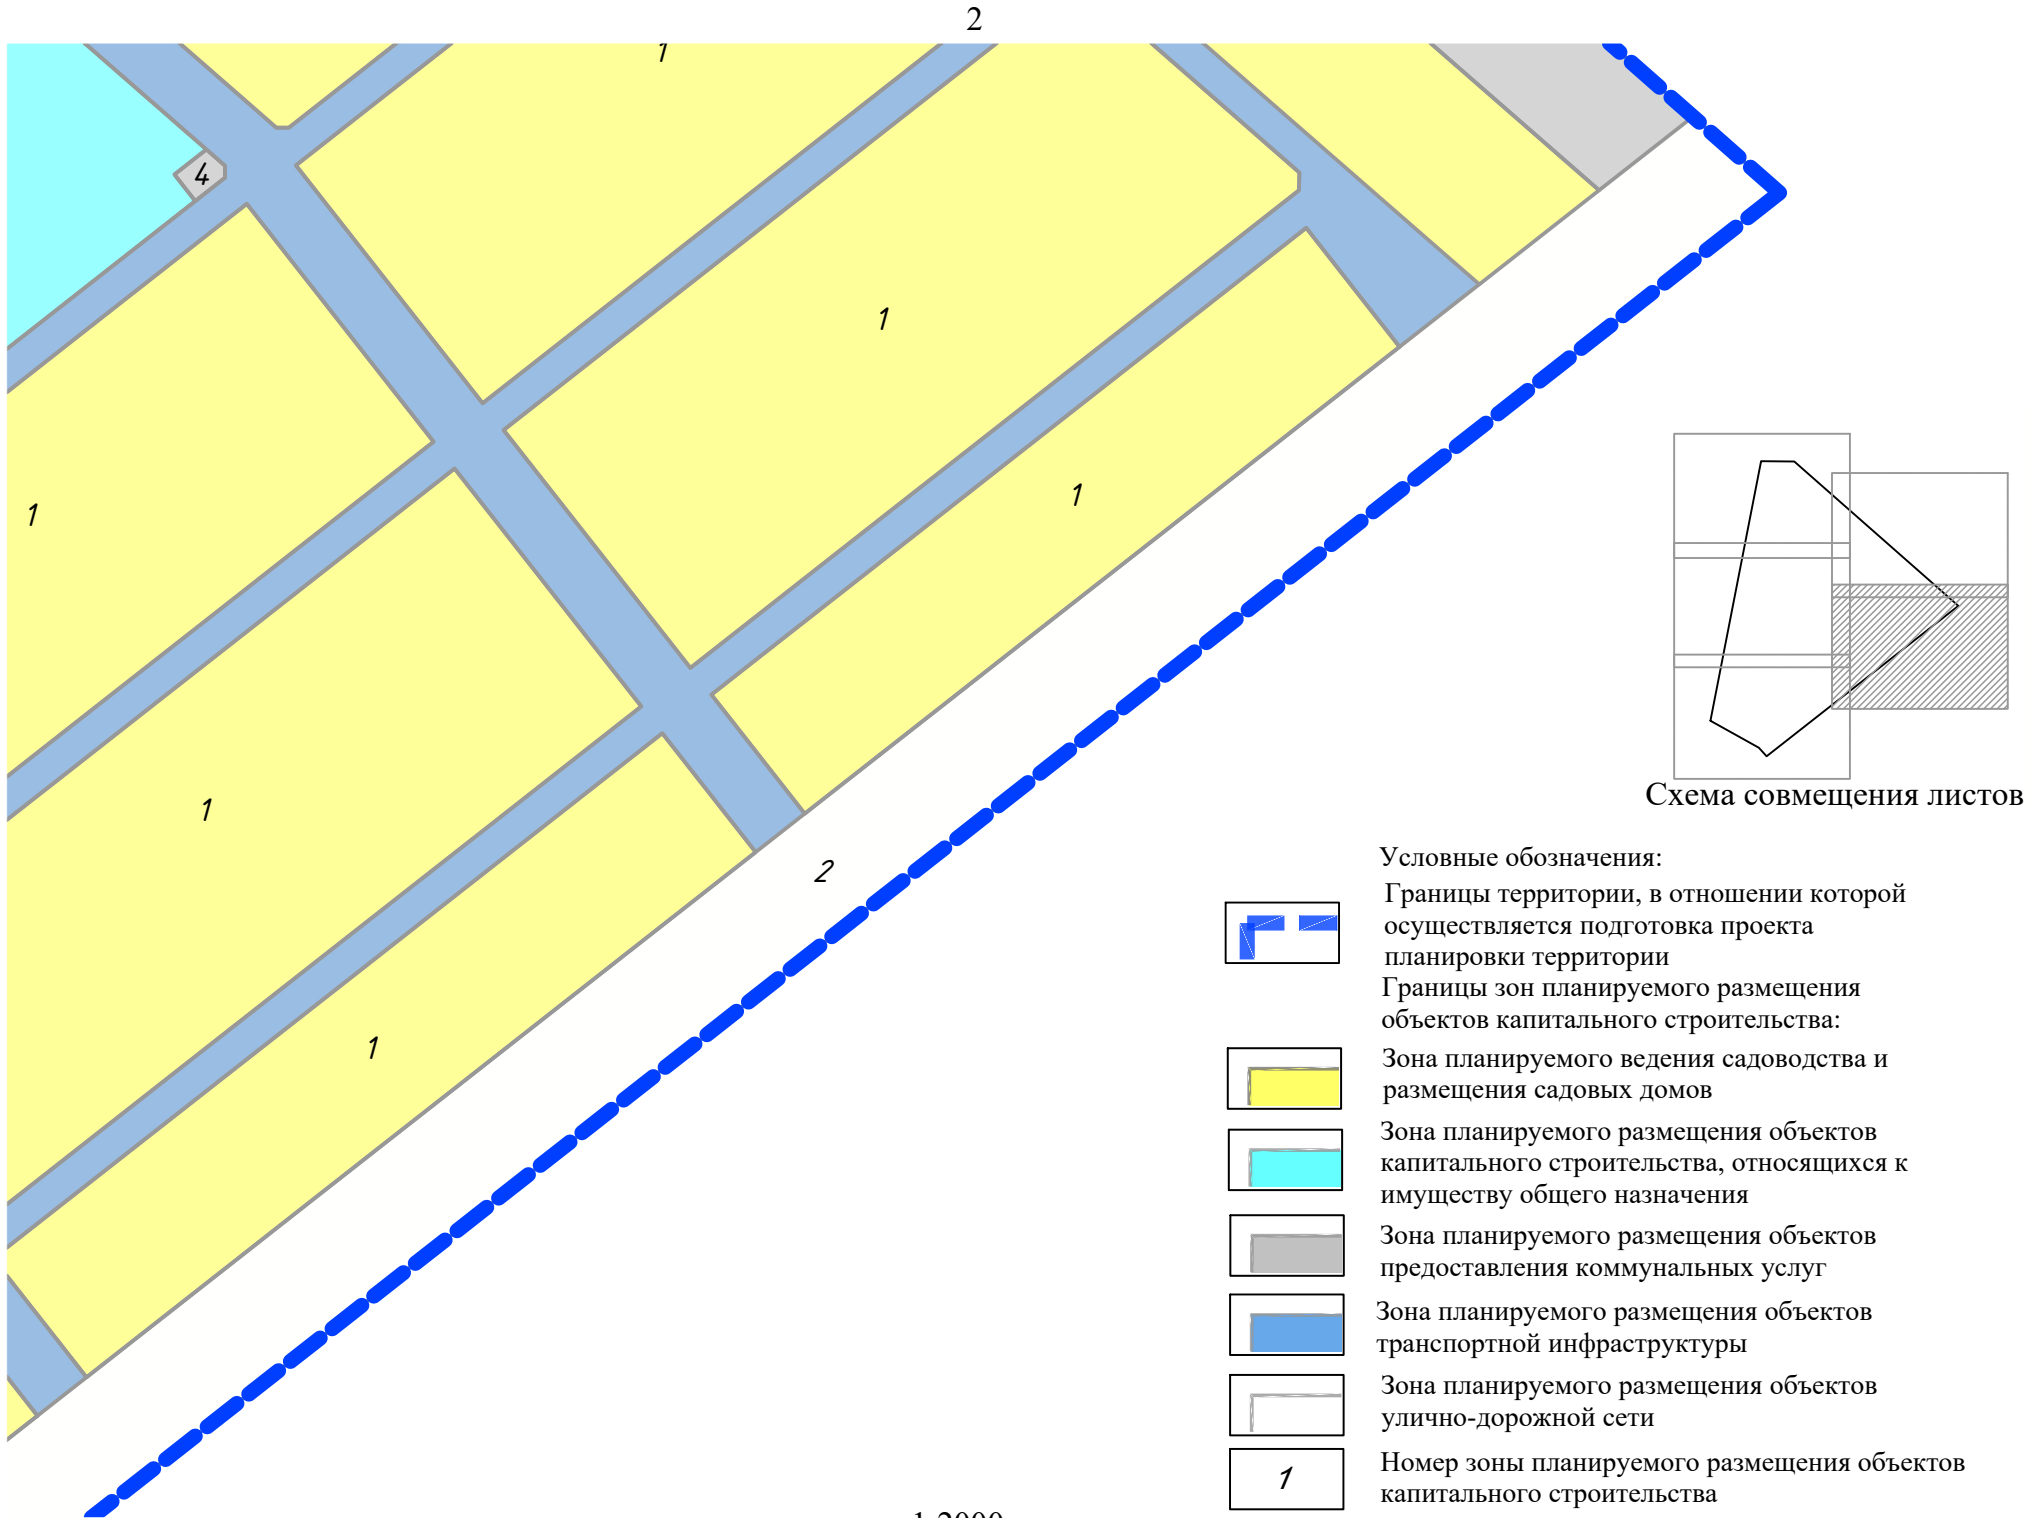 2
1
4
1
1
1
1
2
1
Схема совмещения листов
Условные обозначения:
Границы территории, в отношении которой
осуществляется подготовка проекта
планировки территории
Границы зон планируемого размещения
объектов капитального строительства:
Зона планируемого ведения садоводства и
размещения садовых домов
Зона планируемого размещения объектов
капитального строительства, относящихся к
имуществу общего назначения
Зона планируемого размещения объектов
предоставления коммунальных услуг
Зона планируемого размещения объектов
транспортной инфраструктуры
Зона планируемого размещения объектов
улично-дорожной сети
1
Номер зоны планируемого размещения объектов
капитального строительства
1:2000